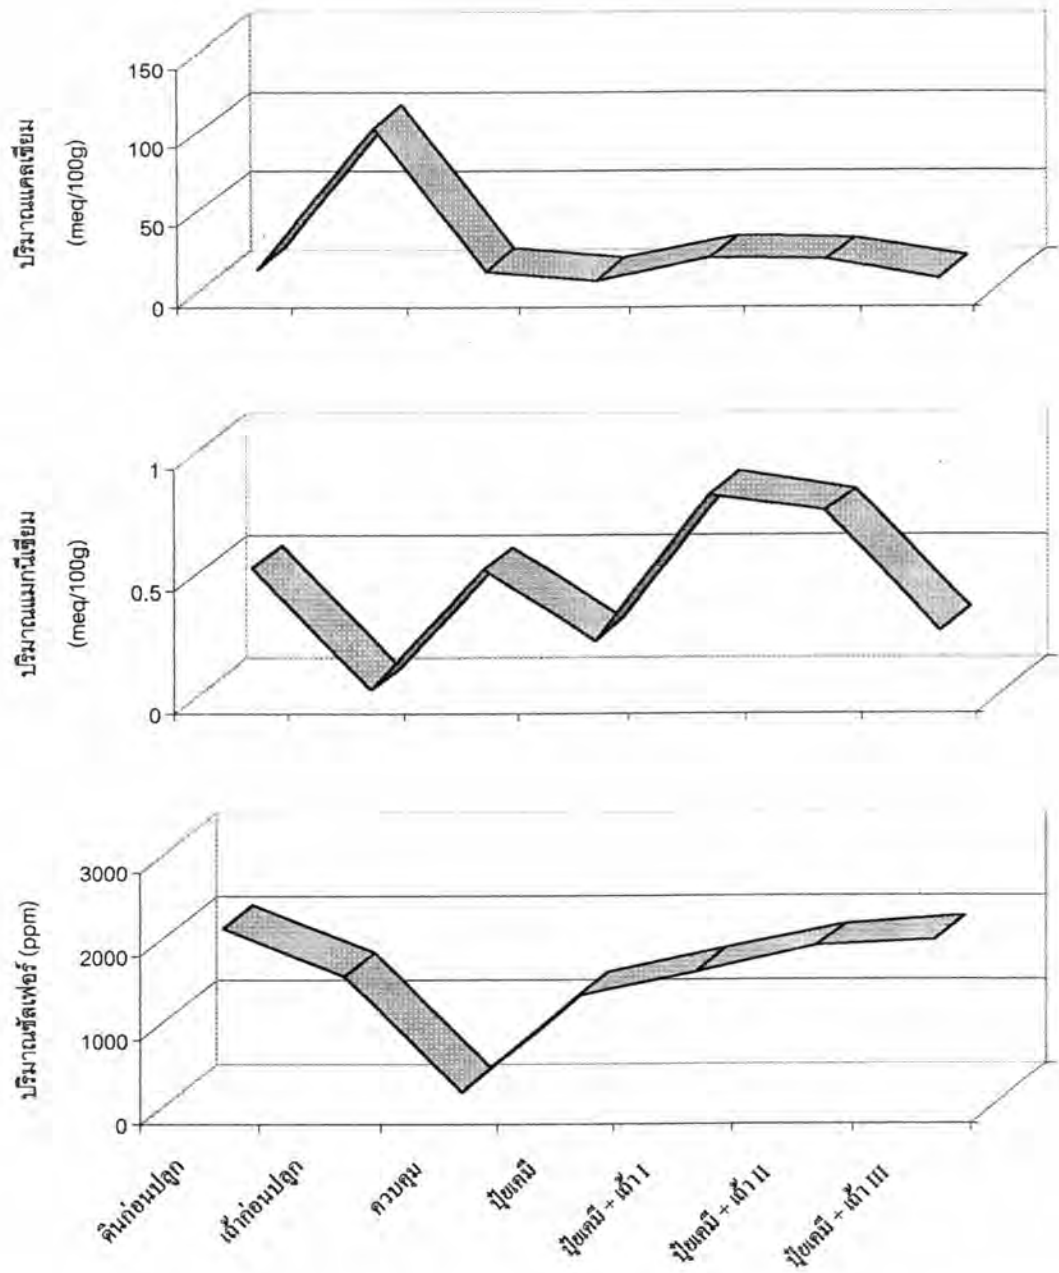 ปริมาณแคลเซียม
(meq/100g)
150
100
50
0
ปริมาณแมกนีเซียม
(meq/100g)
1
0.5
0
ปริมาณซัลเฟอร์ (ppm)
3000
2000
1000
0
ดินก่อนปลูก
เถ้าก่อนปลูก
ควบคุม
ปุ๋ยเคมี
ปุ๋ยเคมี + เถ้า I
ปุ๋ยเคมี + เถ้า II
ปุ๋ยเคมี + เถ้า III